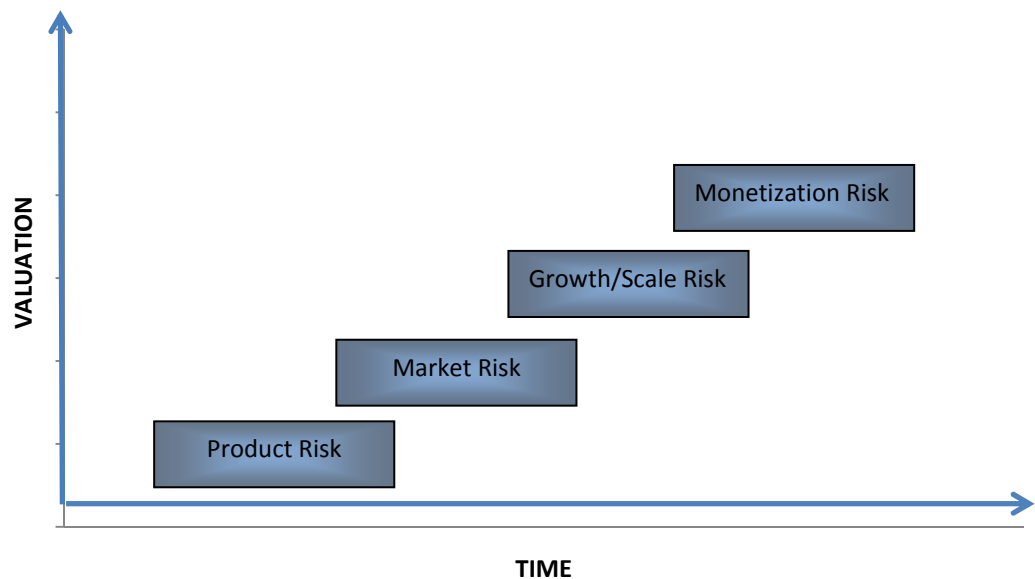 VALUATION
Monetization Risk
Growth/Scale Risk
Market Risk
Product Risk
TIME